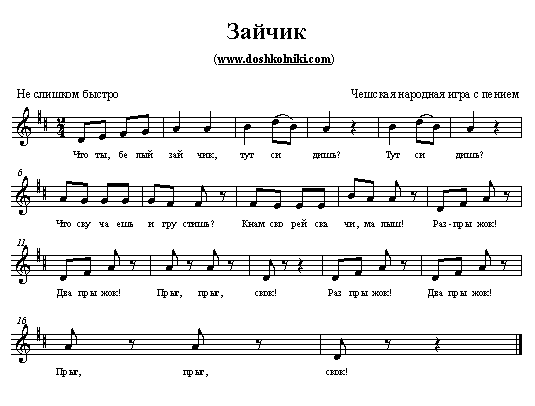 Зайчик
(www.doshkolniki.com)
Не слишком быстро Чешская народная игра с пением
Что ты, бе лый зай чик, тут си дишь? Тут си дишь?
6
Что ску ча ешь и гру стишь? К нам ско рей ска чи, ма лыш! Раз - пры жок!
11
Два пры жок! Прыг, прыг, скок! Раз пры жок! Два пры жок!
16
Прыг, прыг, скок!